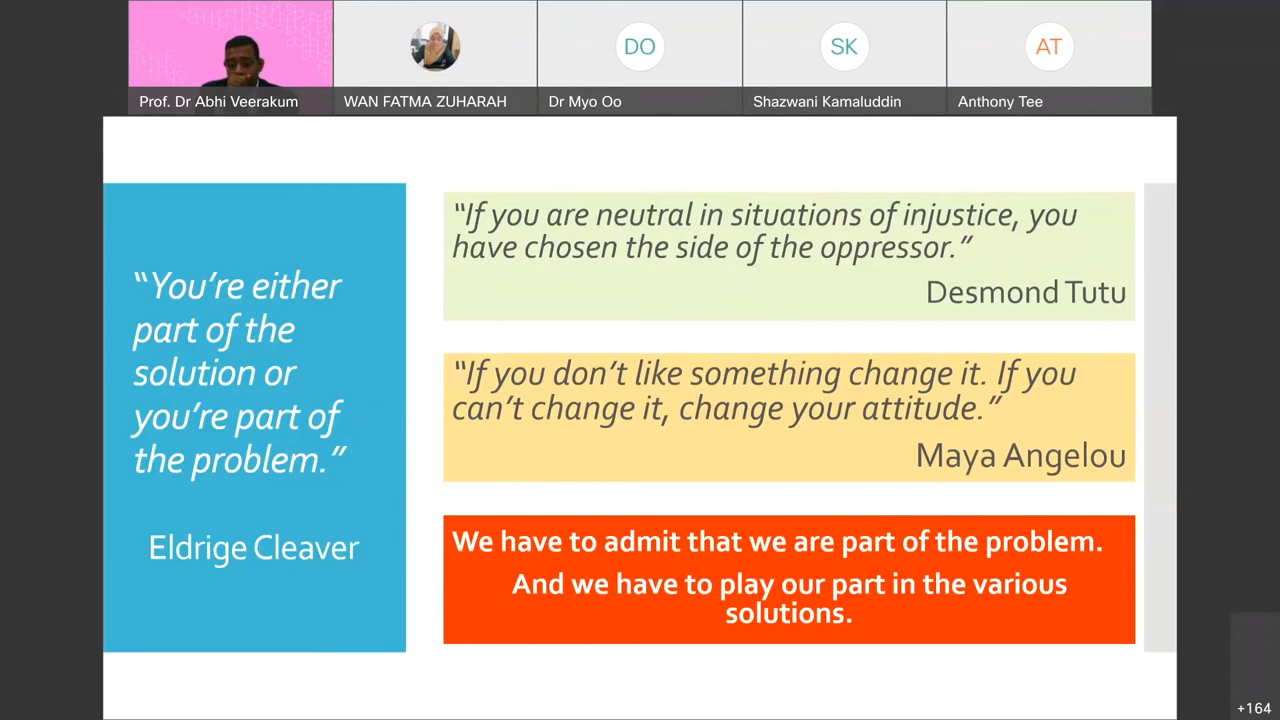 DO
SK
AT
Prof. Dr Abhi Veerakum
WAN FATMA ZUHARAH
Dr Myo Oo
Shazwani Kamaluddin
Anthony Tee
“You’re either
part of the
solution or
you’re part of
the problem.”
Eldrige Cleaver
“If you are neutral in situations of injustice, you
have chosen the side of the oppressor.”
Desmond Tutu
“If you don’t like something change it. If you
can’t change it, change your attitude.”
Maya Angelou
We have to admit that we are part of the problem.
And we have to play our part in the various
solutions.
+164